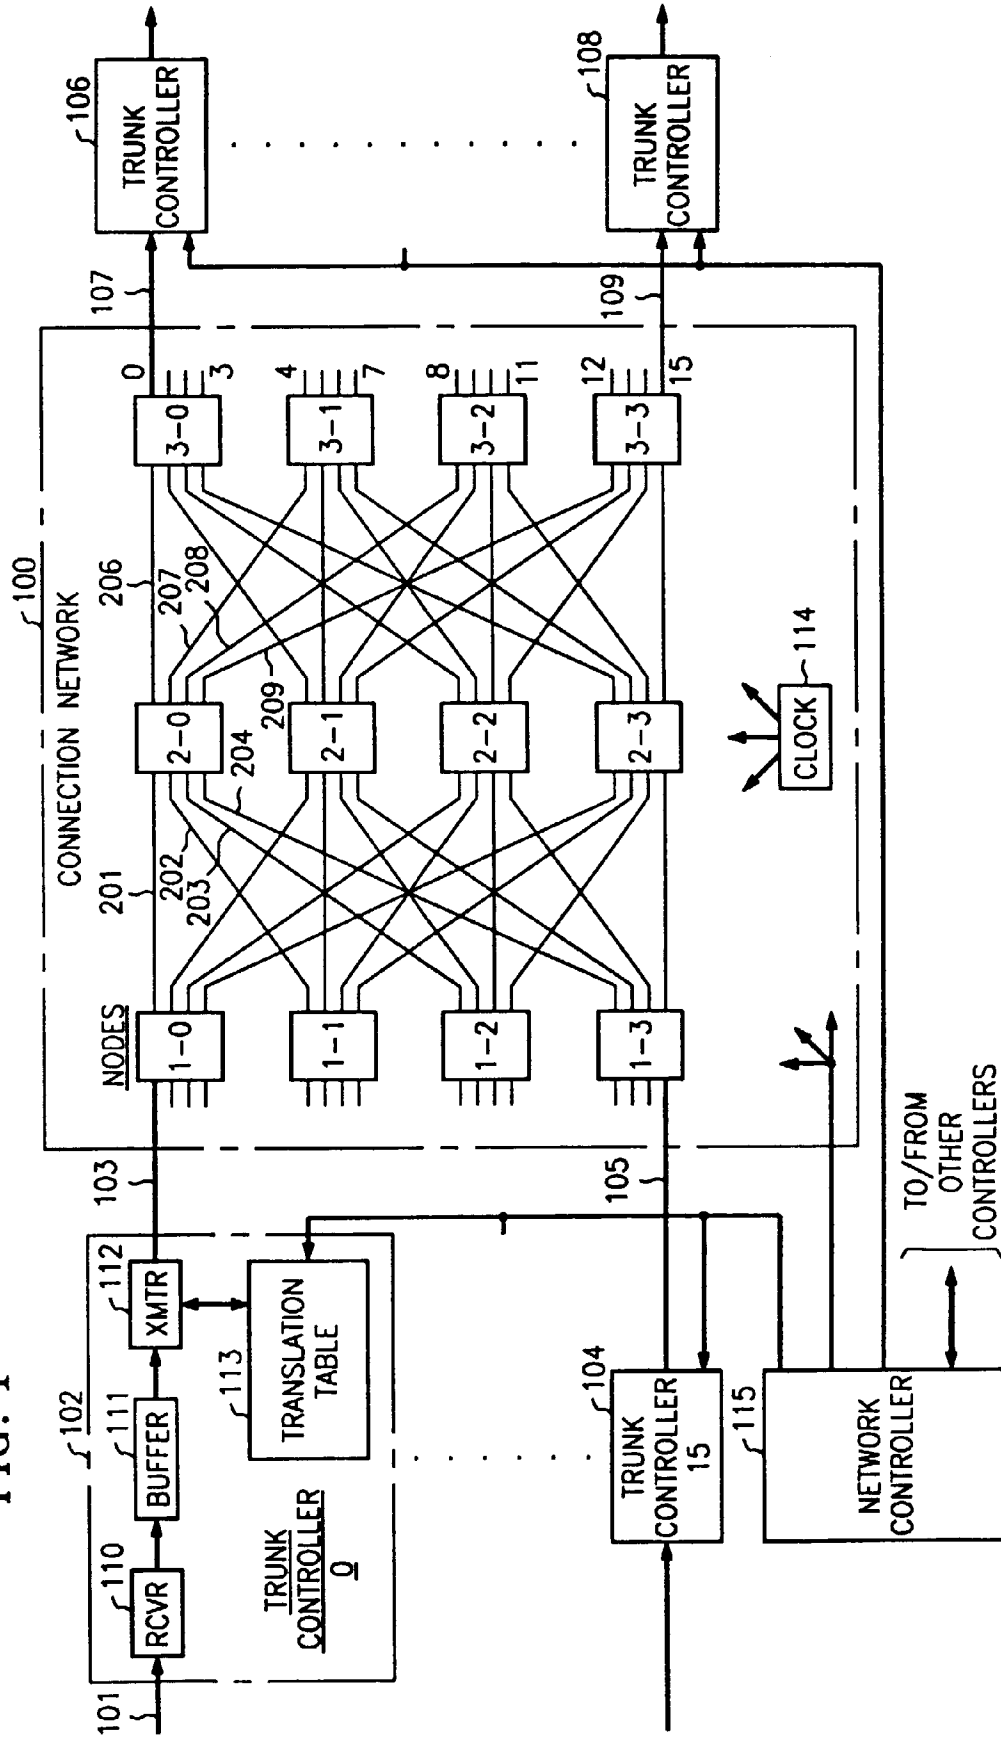 FIG. 1
100
CONNECTION NETWORK
101
110
RCVR
111
BUFFER
112
XMTR
102
113
TRANSLATION
TABLE
TRUNK
CONTROLLER
0
103
NODES
1-0
1-1
1-2
1-3
201
202
203
204
2-0
2-1
2-2
2-3
206
207
208
209
3-0
3-1
3-2
3-3
0
3
4
7
8
11
12
15
107
106
TRUNK
CONTROLLER
109
108
TRUNK
CONTROLLER
104
TRUNK
CONTROLLER
15
105
CLOCK
114
115
NETWORK
CONTROLLER
TO/FROM
OTHER
CONTROLLERS